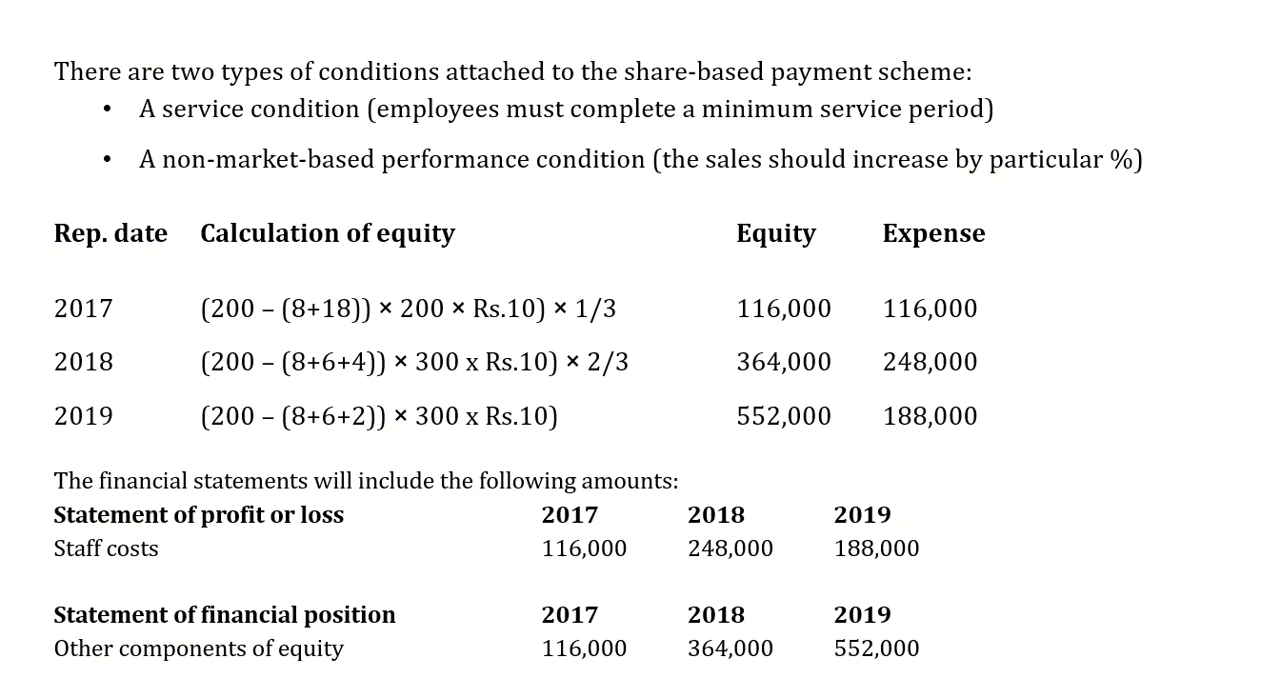 There are two types of conditions attached to the share-based payment scheme:
• A service condition (employees must complete a minimum service period)
• A non-market-based performance condition (the sales should increase by particular %)
Rep. date Calculation of equity Equity Expense
2017 (200 – (8+18)) × 200 × Rs.10) × 1/3 116,000 116,000
2018 (200 – (8+6+4)) × 300 x Rs.10) × 2/3 364,000 248,000
2019 (200 – (8+6+2)) × 300 x Rs.10) 552,000 188,000
The financial statements will include the following amounts:
Statement of profit or loss 2017 2018 2019
Staff costs 116,000 248,000 188,000
Statement of financial position 2017 2018 2019
Other components of equity 116,000 364,000 552,000